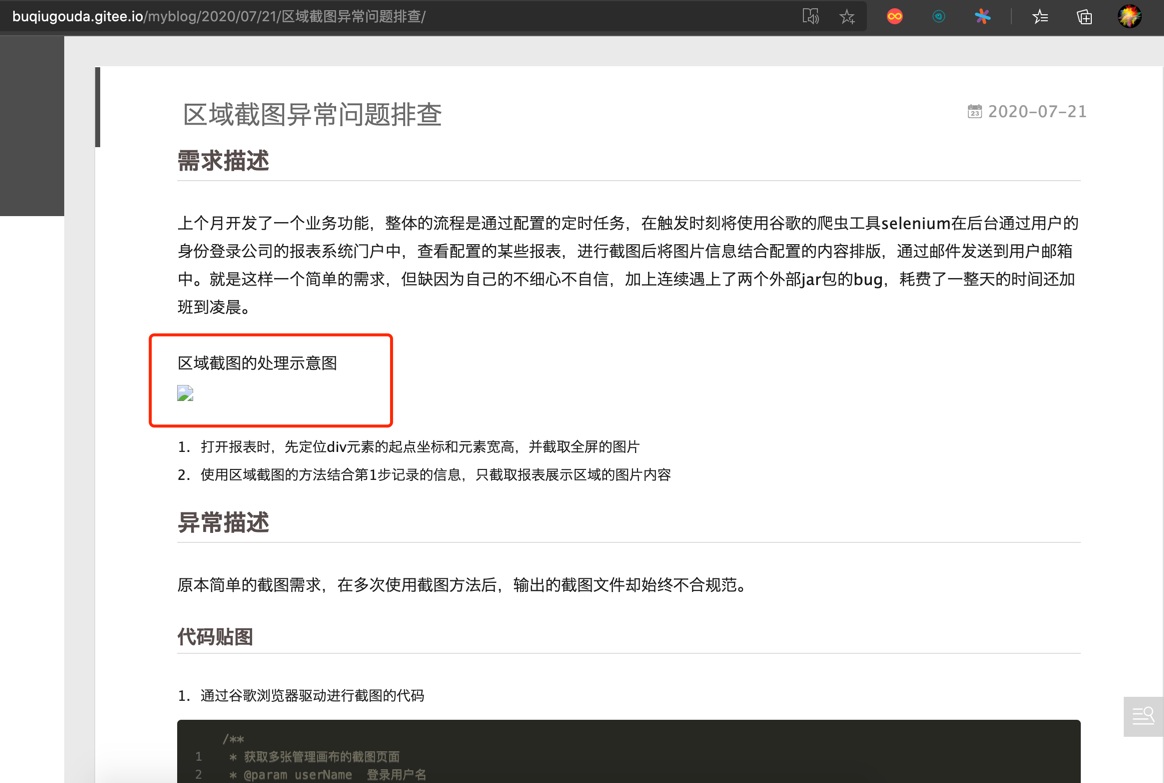 buqiugouda.gitee.io/myblog/2020/07/21/区域截图异常问题排查/
区域截图异常问题排查
23 2020-07-21
需求描述
上个月开发了一个业务功能，整体的流程是通过配置的定时任务，在触发时刻将使用谷歌的爬虫工具selenium在后台通过用户的
身份登录公司的报表系统门户中，查看配置的某些报表，进行截图后将图片信息结合配置的内容排版，通过邮件发送到用户邮箱
中。就是这样一个简单的需求，但缺因为自己的不细心不自信，加上连续遇上了两个外部jar包的bug，耗费了一整天的时间还加
班到凌晨。
区域截图的处理示意图
1. 打开报表时，先定位div元素的起点坐标和元素宽高，并截取全屏的图片
2. 使用区域截图的方法结合第1步记录的信息，只截取报表展示区域的图片内容
异常描述
原本简单的截图需求，在多次使用截图方法后，输出的截图文件却始终不合规范。
代码贴图
1. 通过谷歌浏览器驱动进行截图的代码
/**
1 * 获取多张管理画布的截图页面
2 * @param userName 登录用户名